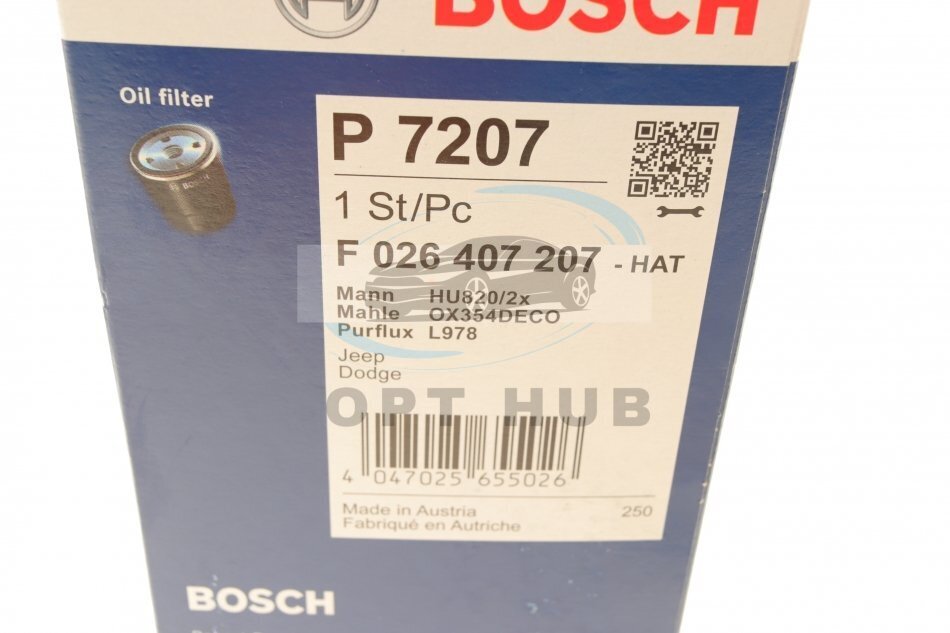 BOSCH
Oil filter
BOSCH
P 7207
1 St/Pc
F 026 407 207 - HAT
Mann HU820/2x
Mahle OX354DECO
Purflux L978
Jeep
Dodge
OPT HUB
4 047025 655026
Made in Austria 250
Fabriqué en Autriche
BOSCH